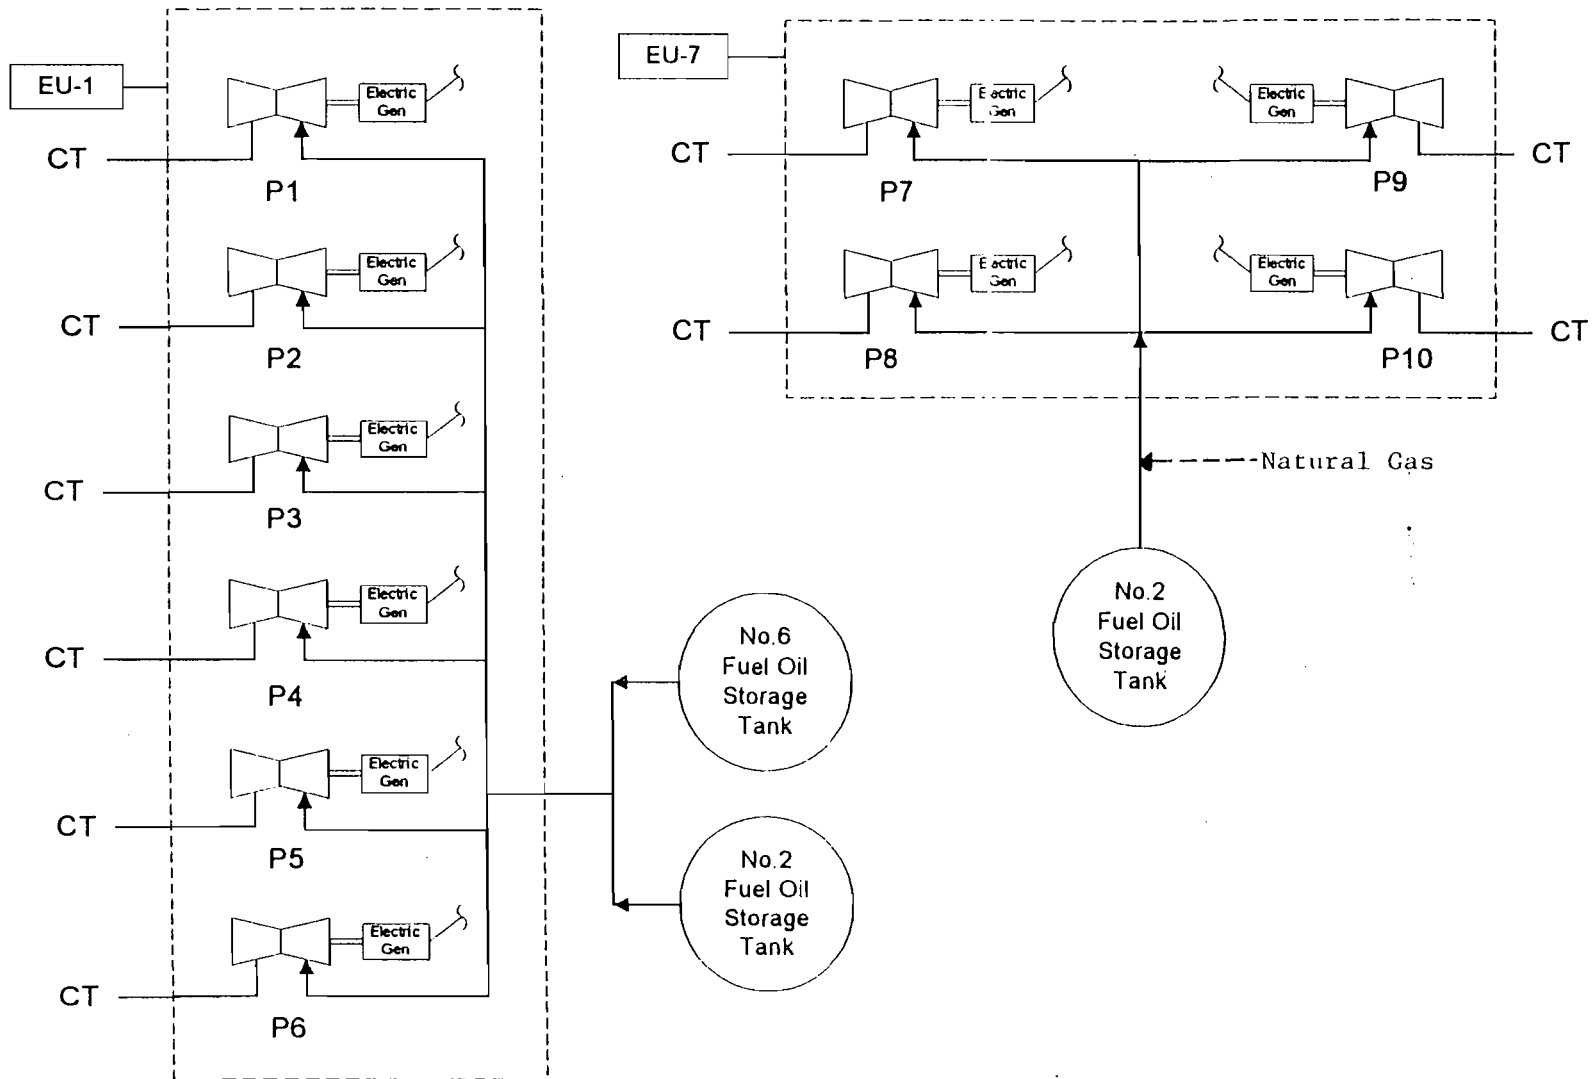 EU-1
Electric
Gen
CT
P1
Electric
Gen
CT
P2
Electric
Gen
CT
P3
Electric
Gen
CT
P4
Electric
Gen
CT
P5
Electric
Gen
CT
P6
No.6
Fuel Oil
Storage
Tank
No.2
Fuel Oil
Storage
Tank
EU-7
Electric
Gen
CT
P7
Electric
Gen
CT
P9
Electric
Gen
CT
P8
Electric
Gen
CT
P10
Natural Gas
No.2
Fuel Oil
Storage
Tank